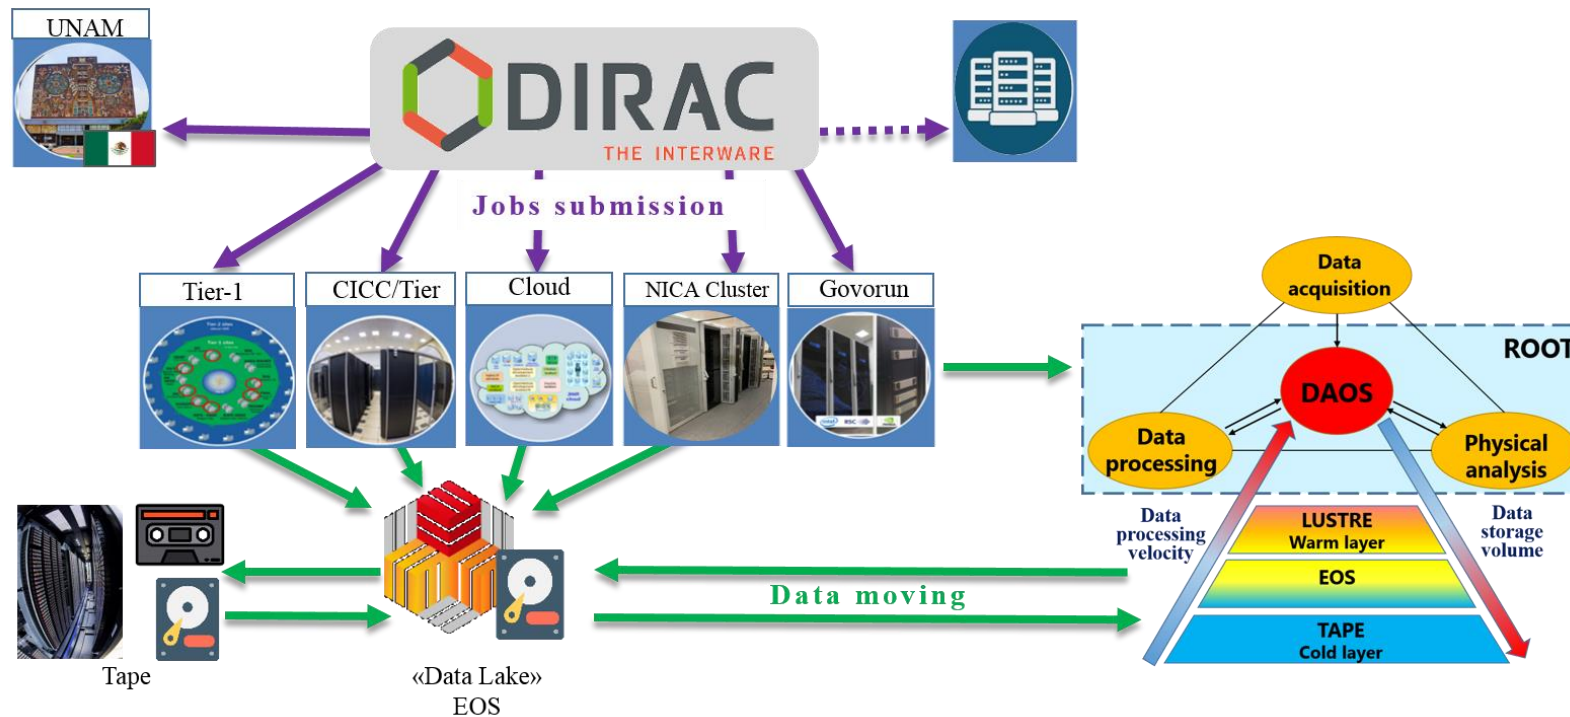 UNAM
DIRAC
THE INTERWARE
Jobs submission
Tier-1
CICC/Tier
Cloud
NICA Cluster
Govorun
Data
acquisition
ROOT
DAOS
Data
processing
Physical
analysis
Data
processing
velocity
Data
storage
volume
LUSTRE
Warm layer
EOS
TAPE
Cold layer
Data moving
Tape
«Data Lake»
EOS